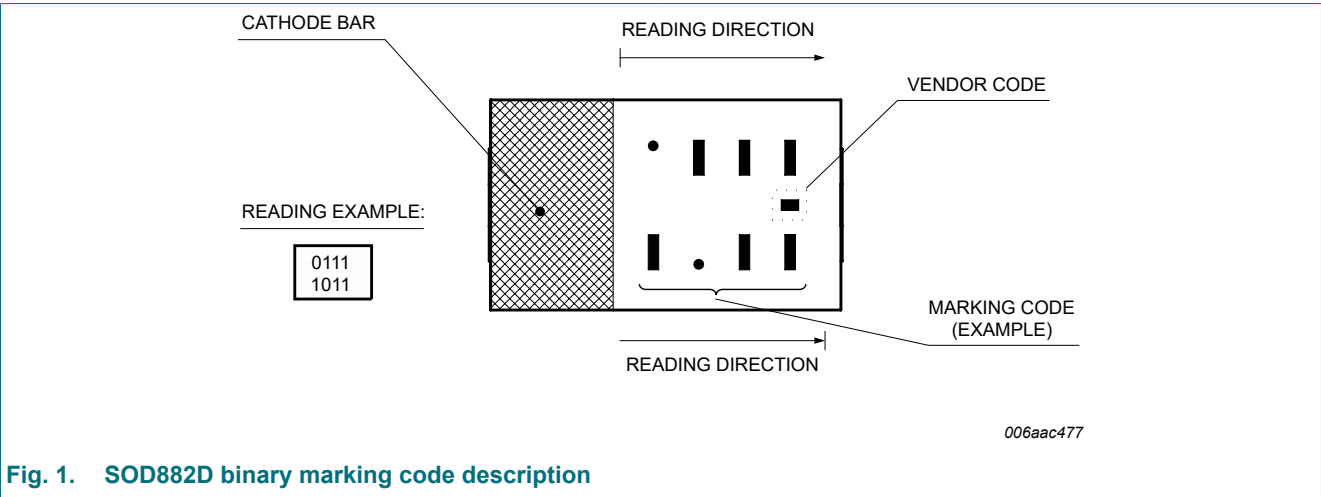 CATHODE BAR
READING DIRECTION
VENDOR CODE
READING EXAMPLE:
0111
1011
MARKING CODE
(EXAMPLE)
READING DIRECTION
006aac477
Fig. 1. SOD882D binary marking code description